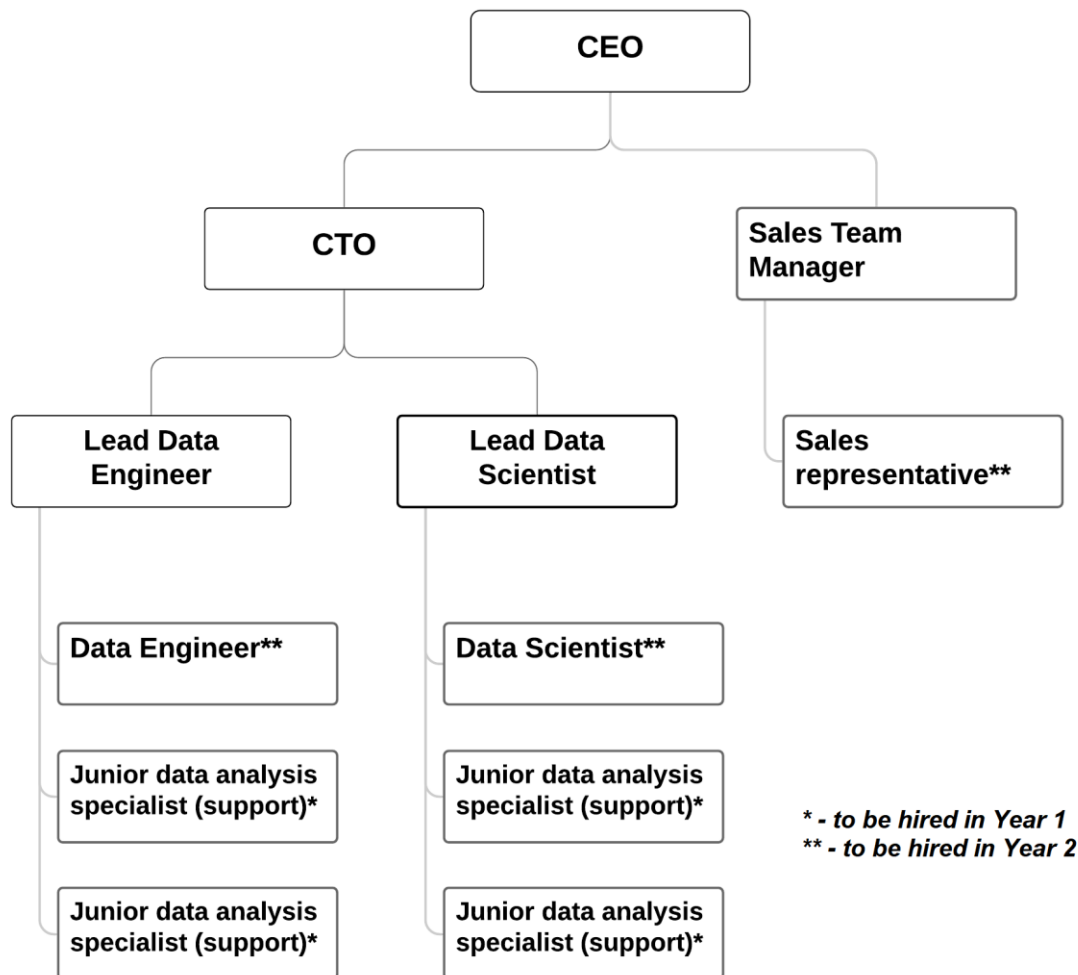 CEO
CTO
Sales Team
Manager
Lead Data
Engineer
Lead Data
Scientist
Sales
representative**
Data Engineer**
Data Scientist**
Junior data analysis
specialist (support)*
Junior data analysis
specialist (support)*
* - to be hired in Year 1
** - to be hired in Year 2
Junior data analysis
specialist (support)*
Junior data analysis
specialist (support)*